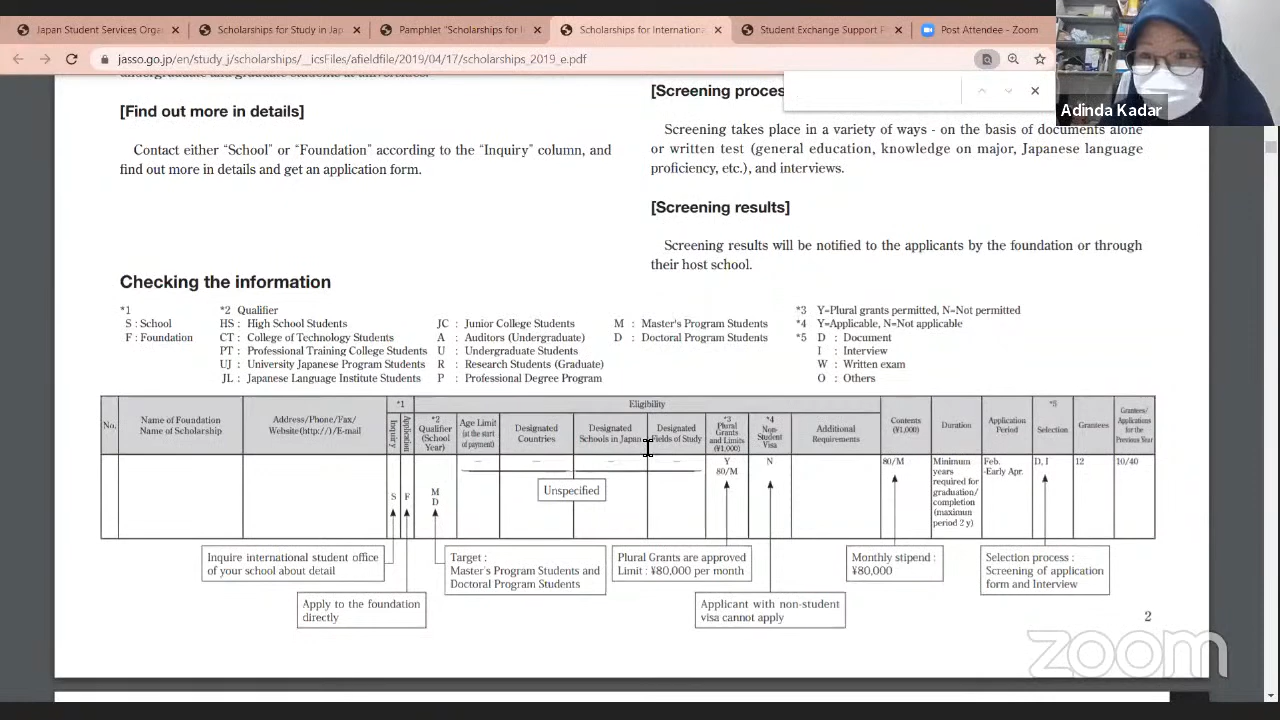 Japan Student Services Orga
Scholarships for Study in Jap
Pamphlet "Scholarships for I
Scholarships for Internationa
Student Exchange Support P
Post Attendee - Zoom
jasso.go.jp/en/study_j/scholarships/__icsFiles/afieldfile/2019/04/17/scholarships_2019_e.pdf
Adinda Kadar
undergraduate and graduate students at universities.
[Find out more in details]
Contact either “School” or “Foundation” according to the “Inquiry” column, and
find out more in details and get an application form.
[Screening proces
Screening takes place in a variety of ways - on the basis of documents alone
or written test (general education, knowledge on major, Japanese language
proficiency, etc.), and interviews.
[Screening results]
Screening results will be notified to the applicants by the foundation or through
their host school.
Checking the information
*1
S : School
F : Foundation
*2 Qualifier
HS : High School Students
CT : College of Technology Students
PT : Professional Training College Students
UJ : University Japanese Program Students
JL : Japanese Language Institute Students
JC : Junior College Students
A : Auditors (Undergraduate)
U : Undergraduate Students
R : Research Students (Graduate)
P : Professional Degree Program
M : Master's Program Students
D : Doctoral Program Students
*3 Y=Plural grants permitted, N=Not permitted
*4 Y=Applicable, N=Not applicable
*5 D : Document
I : Interview
W : Written exam
O : Others
No.
Name of Foundation
Name of Scholarship
Address/Phone/Fax/
Website(http://)/E-mail
*1
Inquiry
Application
Eligibility
*2
Qualifier
(School
Year)
Age Limit
(at the start
of payment)
Designated
Countries
Designated
Schools in Japan
Designated
Fields of Study
*3
Plural
Grants
and Limits
(¥1,000)
*4
Non-
Student
Visa
Additional
Requirements
Contents
(¥1,000)
Duration
Application
Period
*5
Selection
Grantees
Grantees/
Applications
for the
Previous Year
S
F
M
D
— — — —
Unspecified
Y
80/M
N
80/M
Minimum
years
required for
graduation/
completion
(maximun
period 2 y)
Feb.
-Early Apr.
D, I
12
10/40
Inquire international student office
of your school about detail
Apply to the foundation
directly
Target :
Master's Program Students and
Doctoral Program Students
Plural Grants are approved
Limit : ¥80,000 per month
Applicant with non-student
visa cannot apply
Monthly stipend :
¥80,000
Selection process :
Screening of application
form and Interview
2
zoom